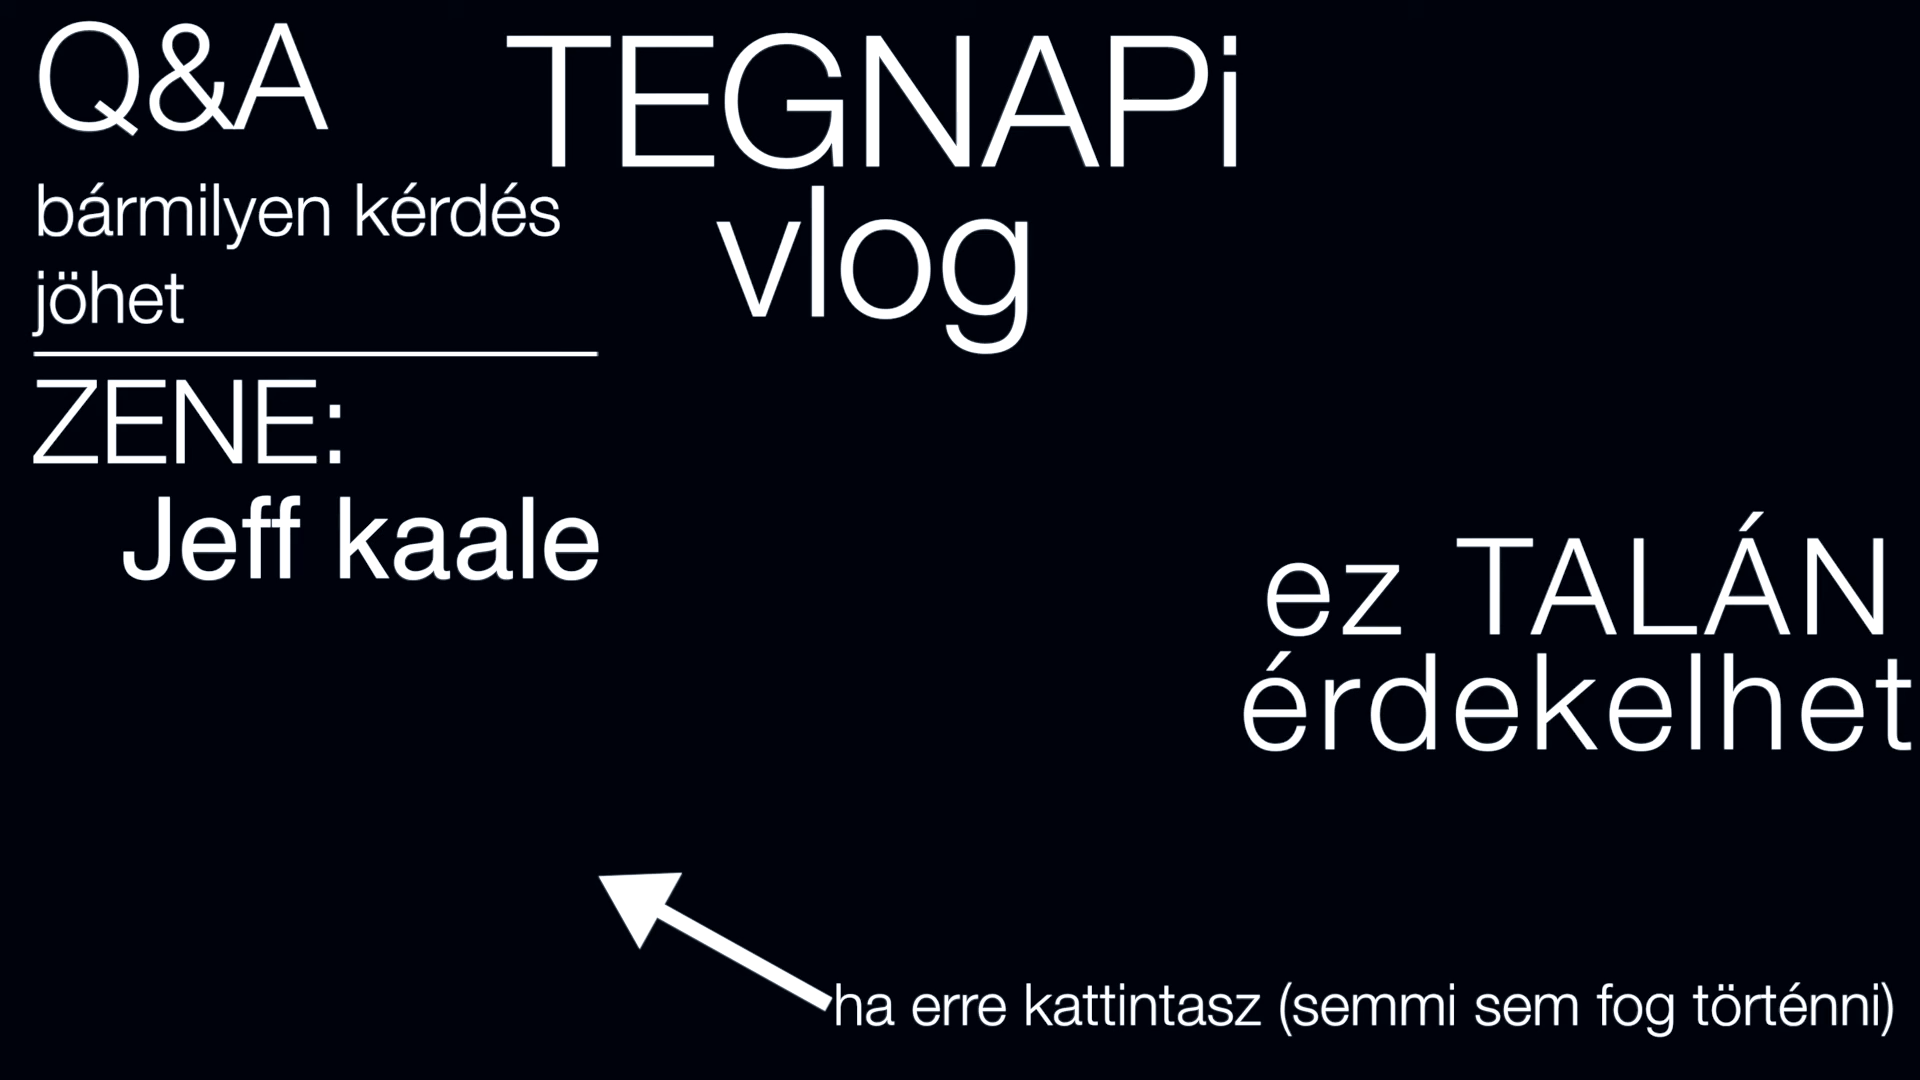 Q&A
bármilyen kérdés
jöhet
ZENE:
Jeff kaale
TEGNAPi
vlog
ez TALÁN
érdekelhet
ha erre kattintasz (semmi sem fog történni)